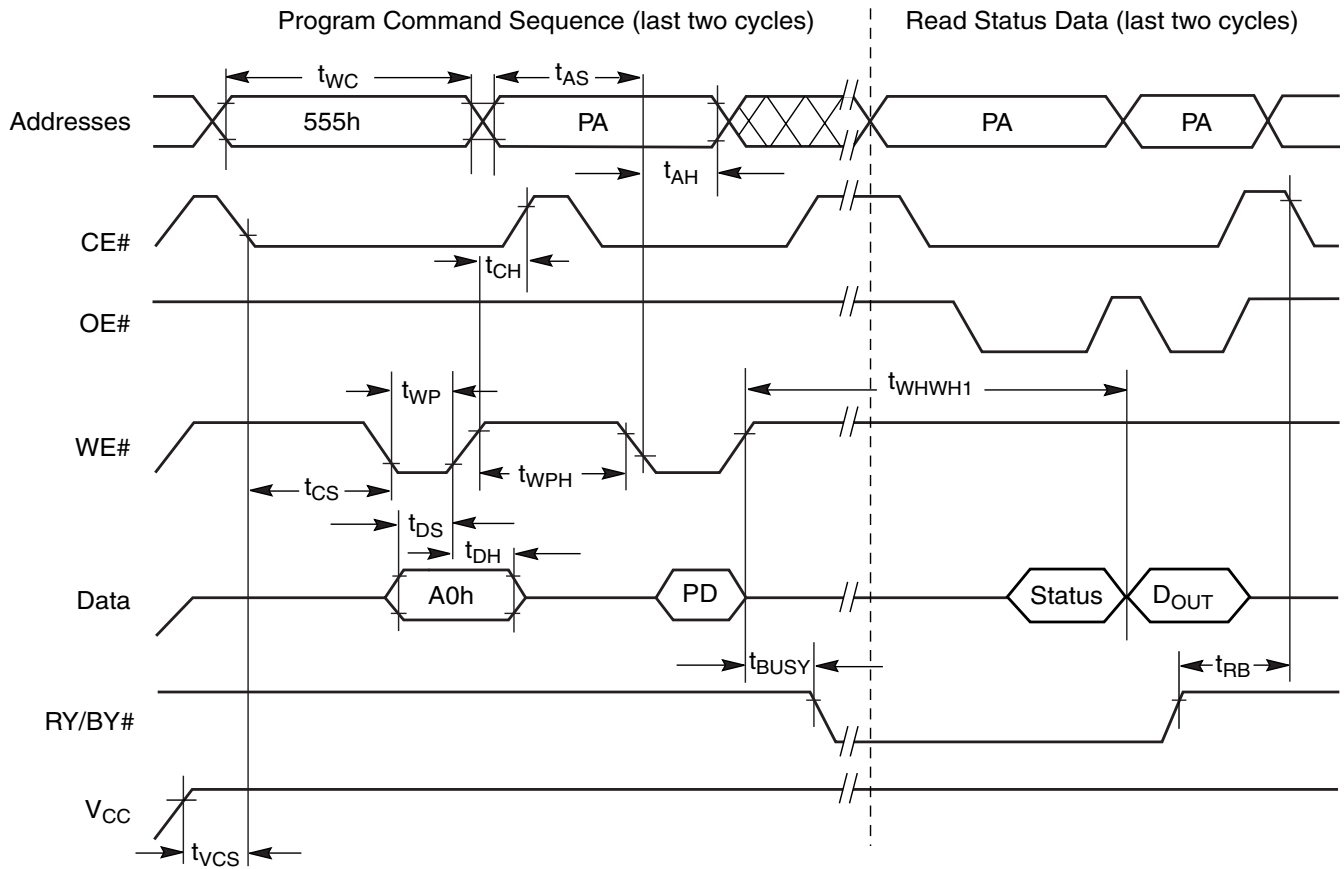 Program Command Sequence (last two cycles) Read Status Data (last two cycles)
tWC tAS
Addresses 555h PA PA PA
tAH
CE#
tCH
OE#
tWP tWHWH1
WE#
tCS tWPH
tDS
tDH
Data A0h PD Status DOUT
tBUSY tRB
RY/BY#
VCC
tVCS